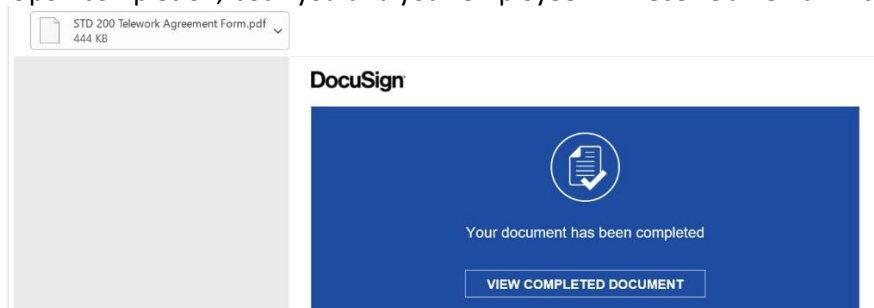 STD 200 Telework Agreement Form.pdf
444 KB
DocuSign
Your document has been completed
VIEW COMPLETED DOCUMENT